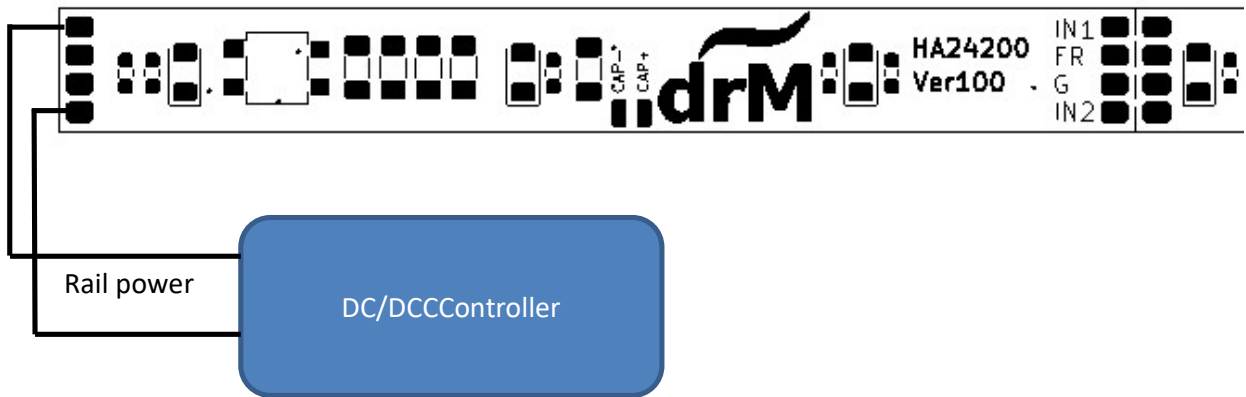 IN1
HA24200
FR
CAP-
CAP+
drM
Ver100
G
IN2
Rail power
DC/DCCController